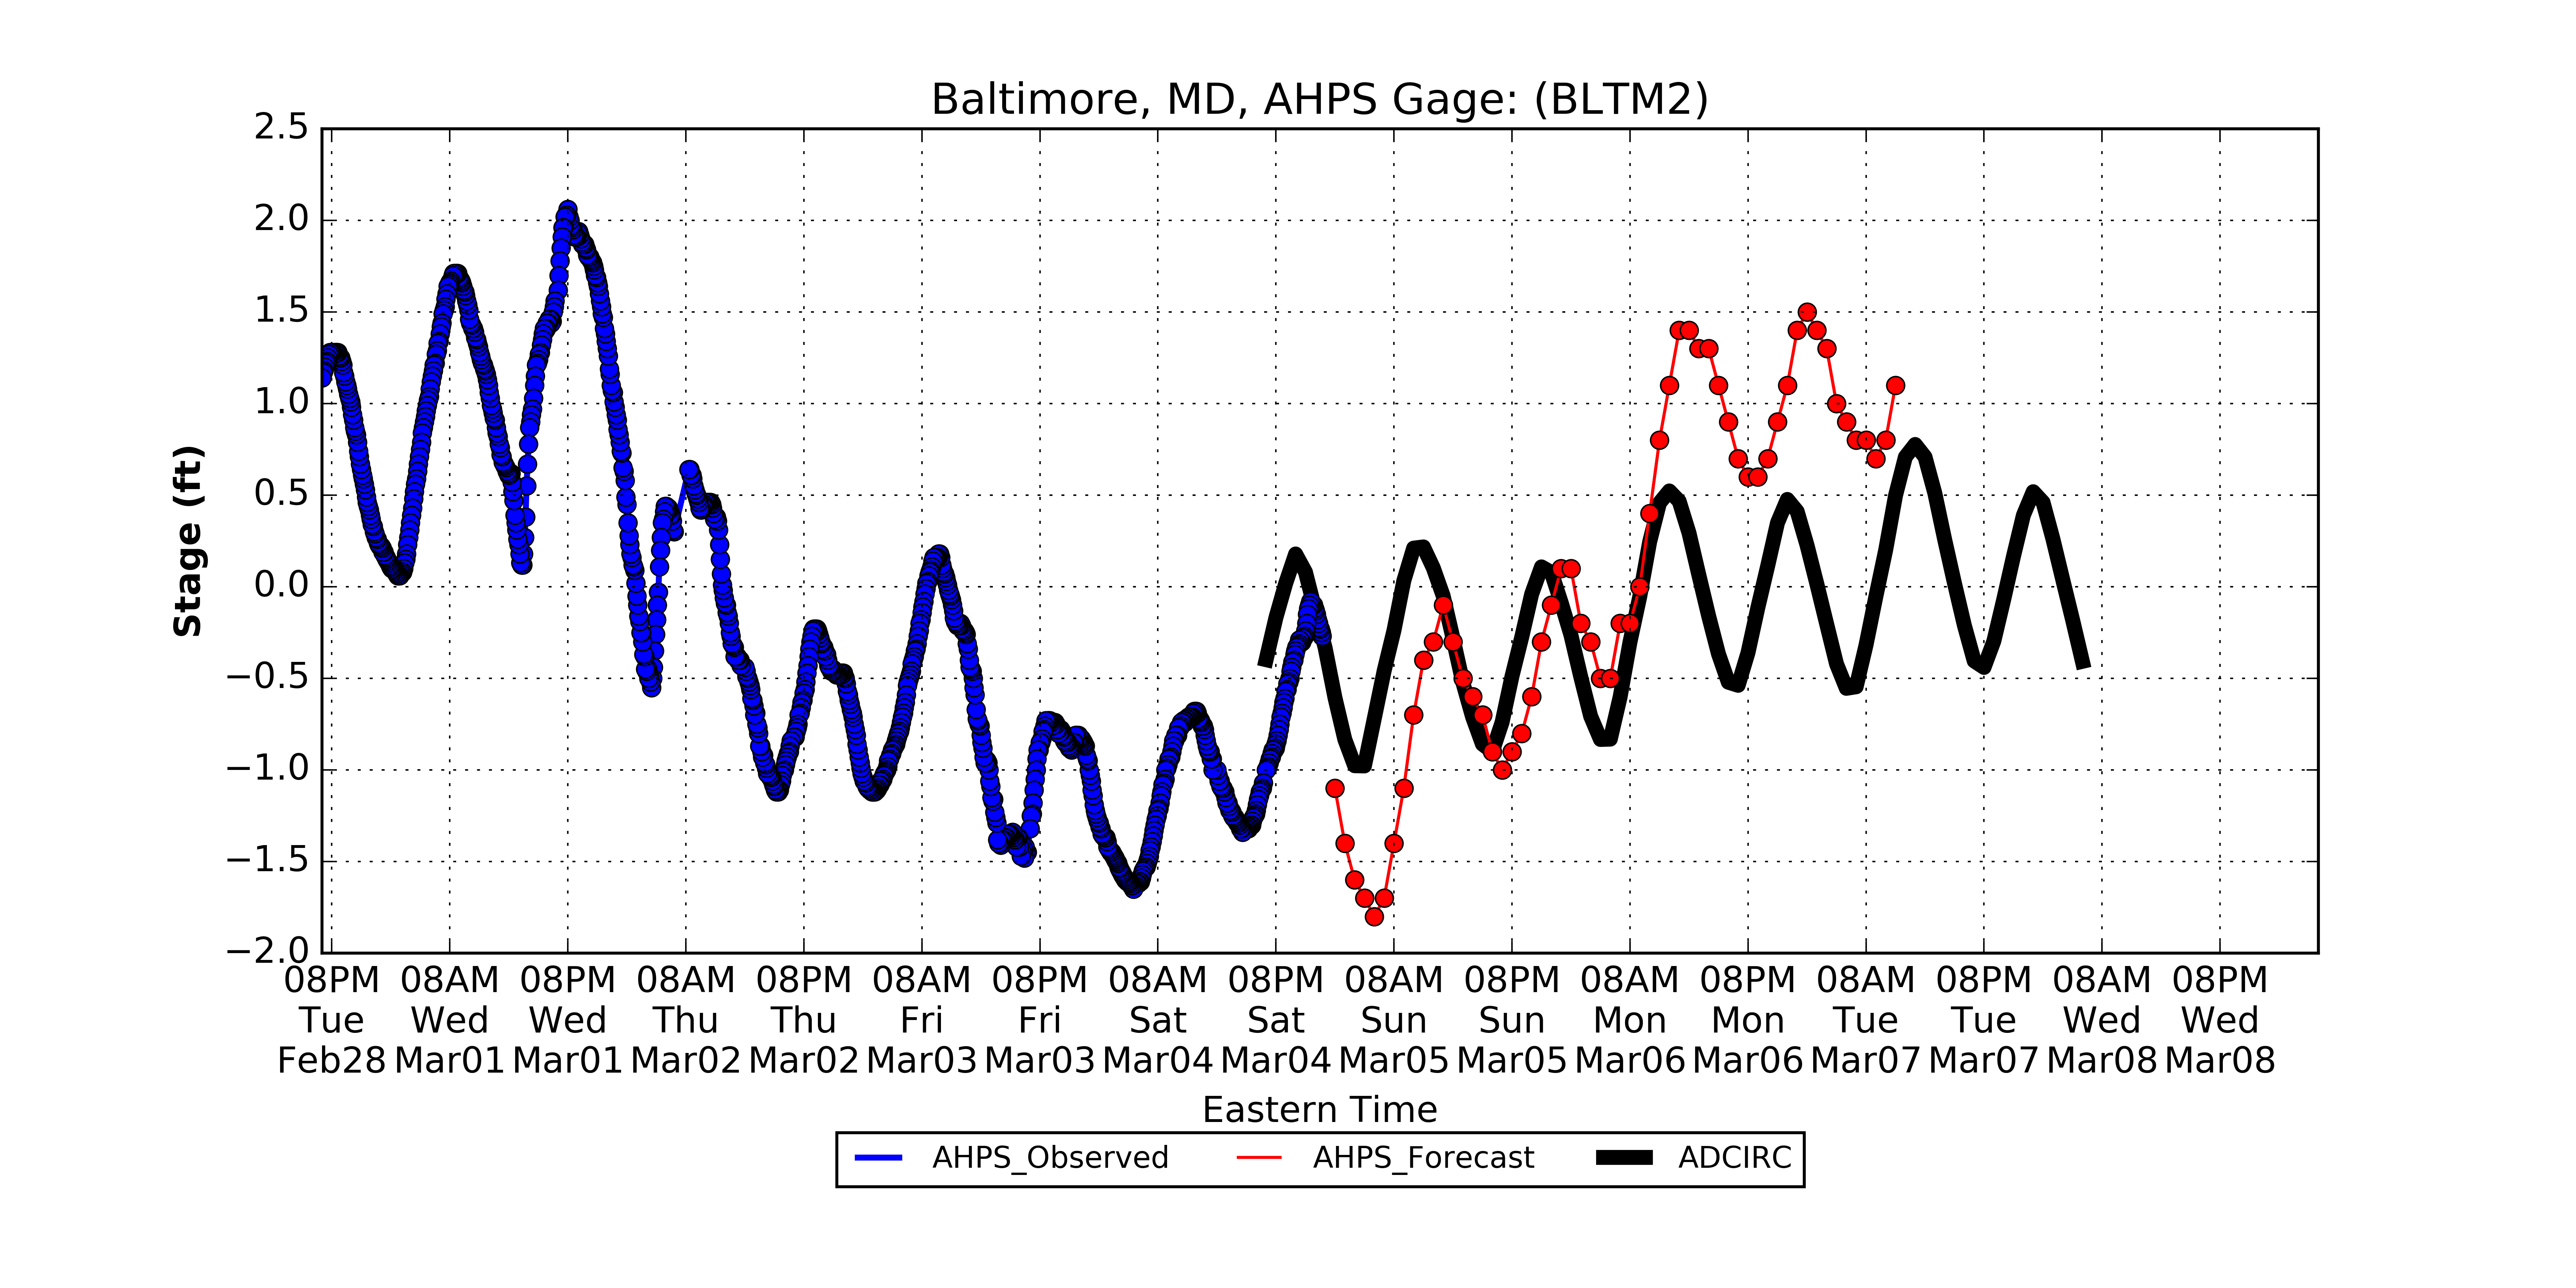 Baltimore, MD, AHPS Gage: (BLTM2)
Stage (ft)
2.5
2.0
1.5
1.0
0.5
0.0
−0.5
−1.0
−1.5
−2.0
08PM 08AM 08PM 08AM 08PM 08AM 08PM 08AM 08PM 08AM 08PM 08AM 08PM 08AM 08PM 08AM 08PM
Tue Wed Wed Thu Thu Fri Fri Sat Sat Sun Sun Mon Mon Tue Tue Wed Wed
Feb28 Mar01 Mar01 Mar02 Mar02 Mar03 Mar03 Mar04 Mar04 Mar05 Mar05 Mar06 Mar06 Mar07 Mar07 Mar08 Mar08
Eastern Time
AHPS_Observed AHPS_Forecast ADCIRC